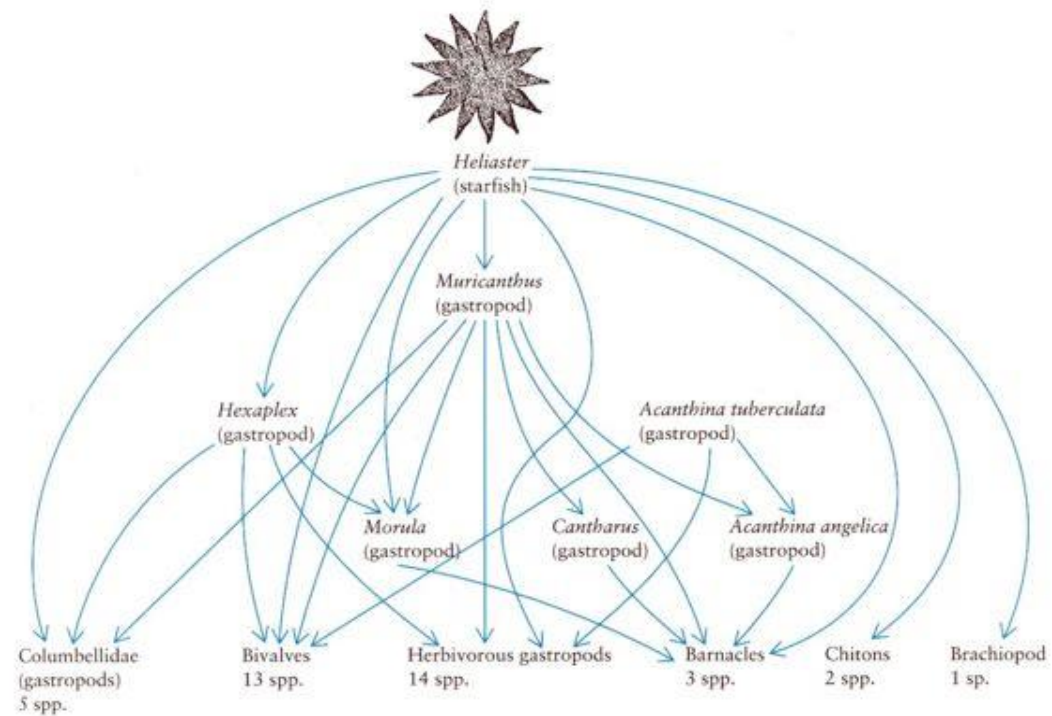 Heliaster
(starfish)
Muricanthus
(gastropod)
Hexaplex
(gastropod)
Acanthina tuberculata
(gastropod)
Morula
(gastropod)
Cantharus
(gastropod)
Acanthina angelica
(gastropod)
Columbellidae
(gastropods)
5 spp.
Bivalves
13 spp.
Herbivorous gastropods
14 spp.
Barnacles
3 spp.
Chitons
2 spp.
Brachiopod
1 sp.